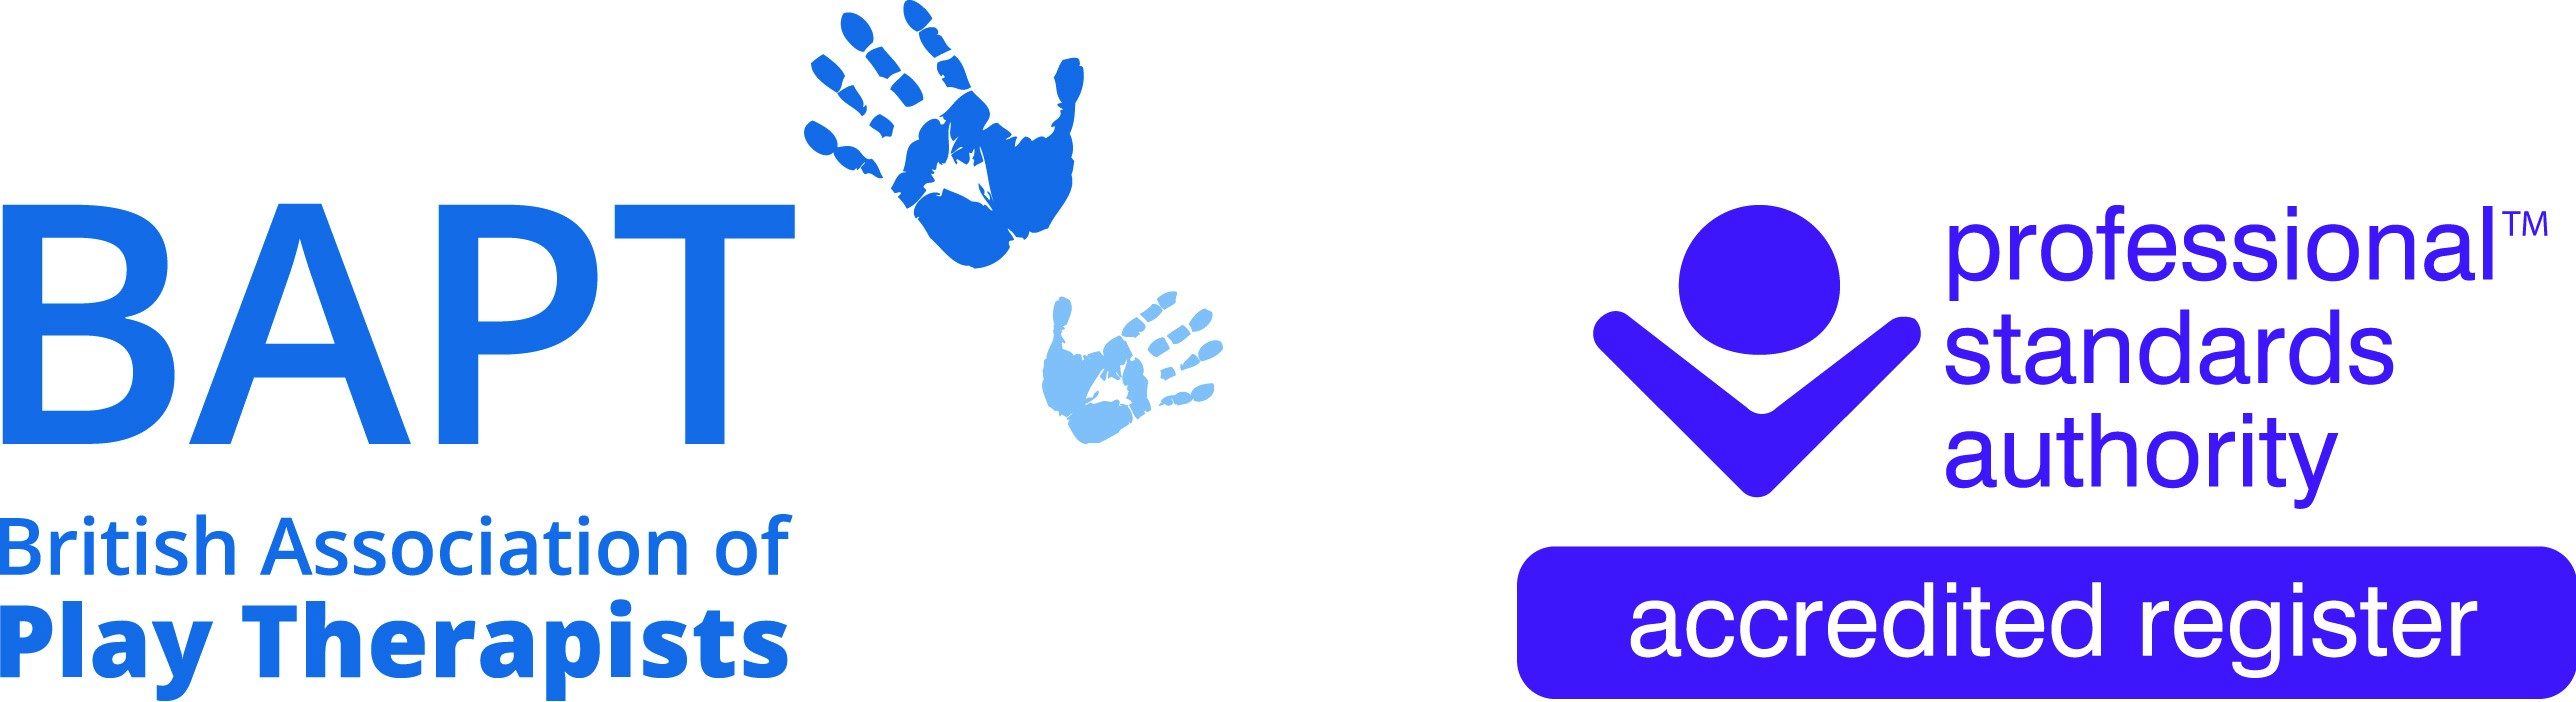 BAPT
British Association of
Play Therapists
professional™
standards
authority
accredited register